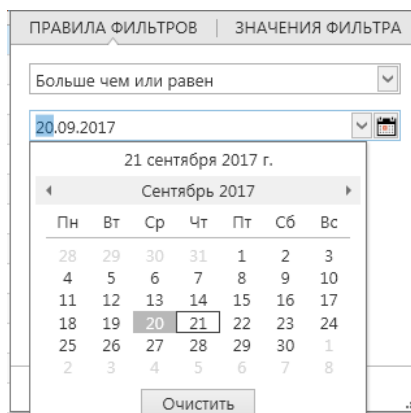 ПРАВИЛА ФИЛЬТРОВ | ЗНАЧЕНИЯ ФИЛЬТРА
Больше чем или равен
20.09.2017
21 сентября 2017 г.
Сентябрь 2017
Пн Вт Ср Чт Пт Сб Вс
28 29 30 31 1 2 3
4 5 6 7 8 9 10
11 12 13 14 15 16 17
18 19 20 21 22 23 24
25 26 27 28 29 30 1
2 3 4 5 6 7 8
Очистить